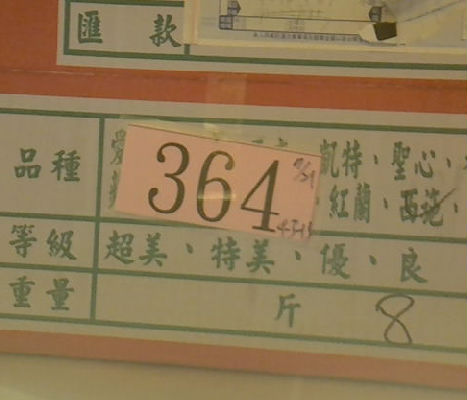 匯款
品種 凱特、聖心、
364
紅蘭、西施、
等級 超美、特美、優、良
重量 斤 8